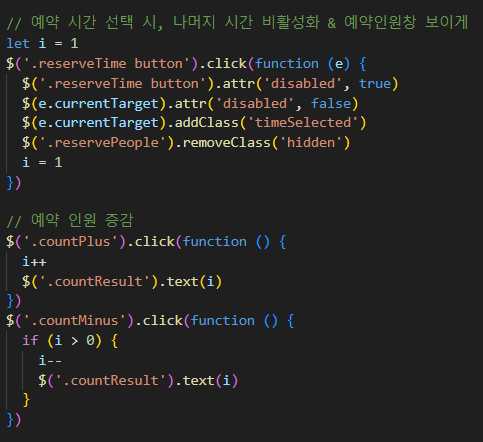 // 예약 시간 선택 시, 나머지 시간 비활성화 & 예약인원창 보이게
let i = 1
$('.reserveTime button').click(function (e) {
  $('.reserveTime button').attr('disabled', true)
  $(e.currentTarget).attr('disabled', false)
  $(e.currentTarget).addClass('timeSelected')
  $('.reservePeople').removeClass('hidden')
  i = 1
})

// 예약 인원 증감
$('.countPlus').click(function () {
  i++
  $('.countResult').text(i)
})
$('.countMinus').click(function () {
  if (i > 0) {
    i--
    $('.countResult').text(i)
  }
})